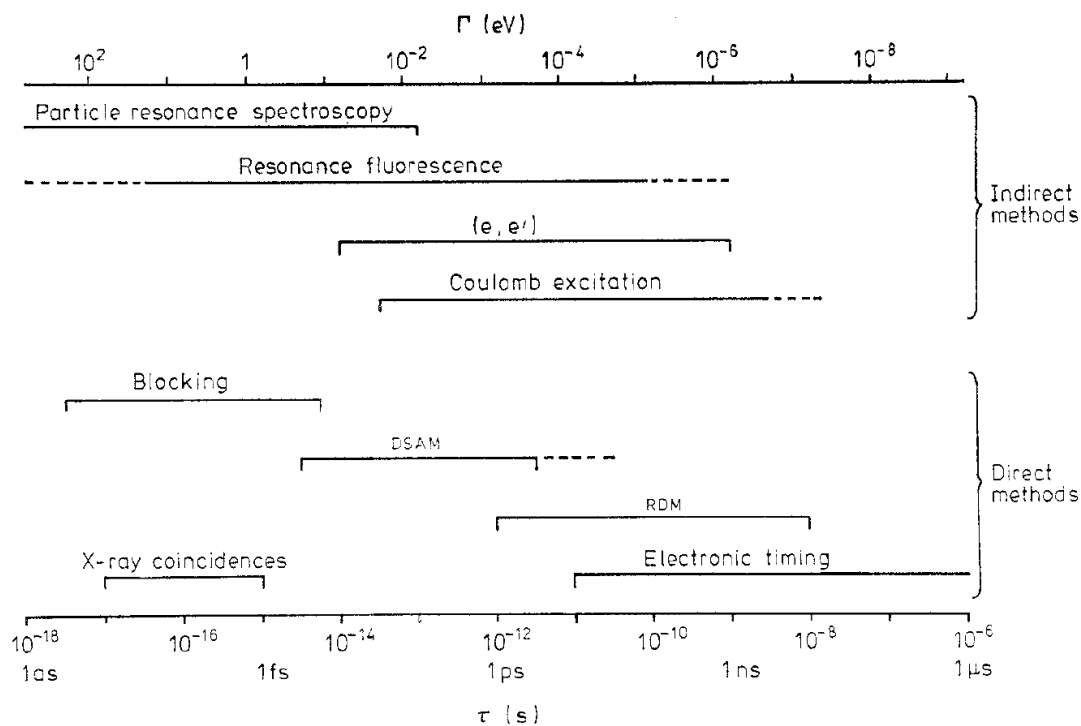 Γ (eV)
10² 1 10⁻² 10⁻⁴ 10⁻⁶ 10⁻⁸
Particle resonance spectroscopy
Resonance fluorescence
(e, e′)
Coulomb excitation
Indirect
methods
Blocking
DSAM
RDM
X-ray coincidences
Electronic timing
Direct
methods
10⁻¹⁸ 10⁻¹⁶ 10⁻¹⁴ 10⁻¹² 10⁻¹⁰ 10⁻⁸ 10⁻⁶
1as 1fs 1ps 1ns 1μs
τ (s)